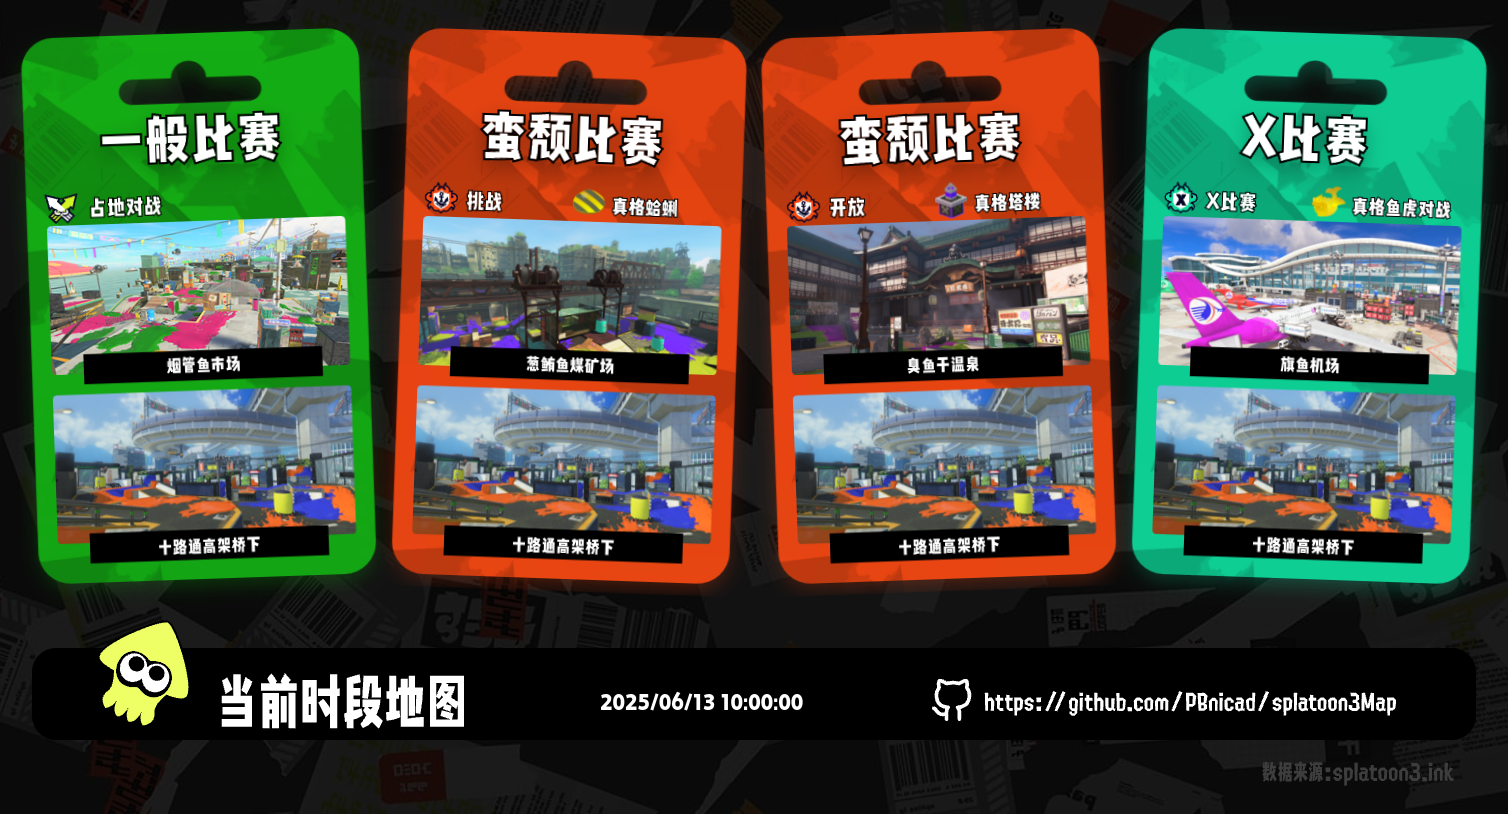 一般比赛
占地对战
烟管鱼市场
十路通高架桥下
蛮颓比赛
挑战
真格蛤蜊
葱鲔鱼煤矿场
十路通高架桥下
蛮颓比赛
开放
真格塔楼
臭鱼干温泉
十路通高架桥下
X比赛
X比赛
真格鱼虎对战
旗鱼机场
十路通高架桥下
当前时段地图
2025/06/13 10:00:00
https://github.com/PBnicad/splatoon3Map
数据来源:splatoon3.ink